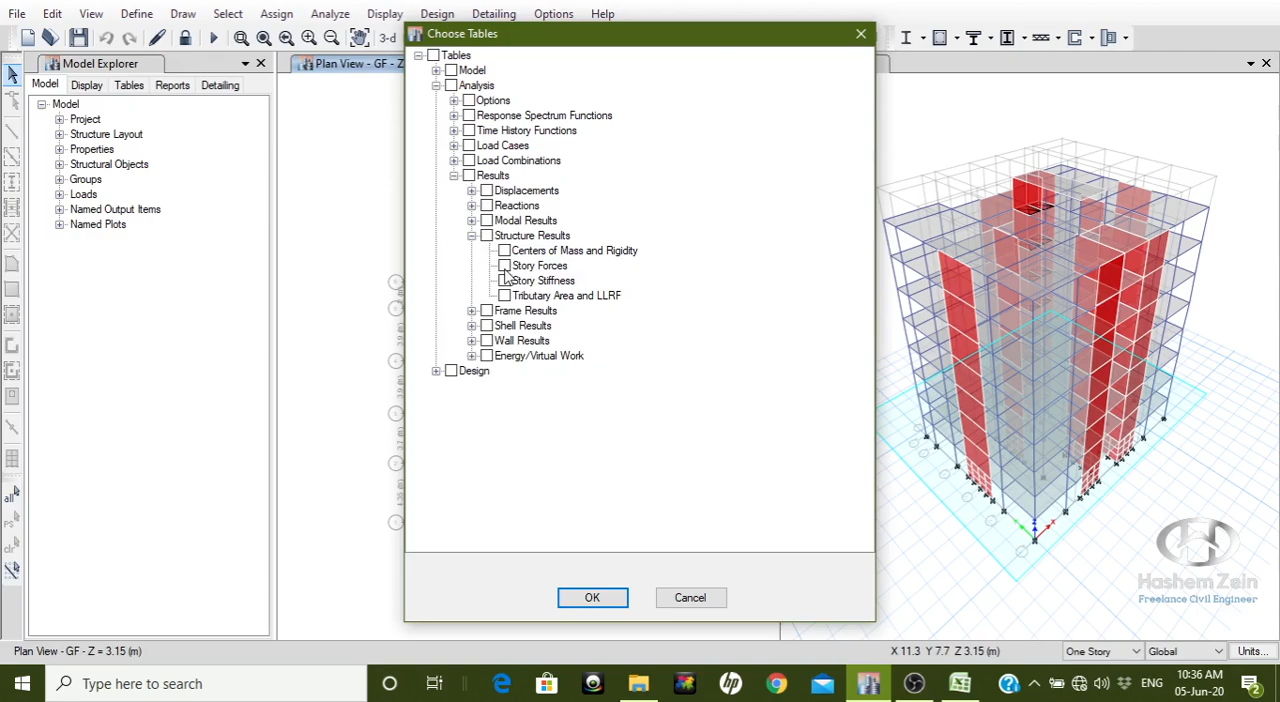 File Edit View Define Draw Select Assign Analyze Display Design Detailing Options Help
Choose Tables
3-d
Model Explorer
Plan View - GF - Z
Model Display Tables Reports Detailing
Model
Project
Structure Layout
Properties
Structural Objects
Groups
Loads
Named Output Items
Named Plots
Tables
Model
Analysis
Options
Response Spectrum Functions
Time History Functions
Load Cases
Load Combinations
Results
Displacements
Reactions
Modal Results
Structure Results
Centers of Mass and Rigidity
Story Forces
Story Stiffness
Tributary Area and LLRF
Frame Results
Shell Results
Wall Results
Energy/Virtual Work
Design
OK Cancel
all
ps
clr
Hashem Zein
Freelance Civil Engineer
Plan View - GF - Z = 3.15 (m)
X 11.3 Y 7.7 Z 3.15 (m)
One Story
Global
Units...
Type here to search
ENG
10:36 AM
05-Jun-20
2